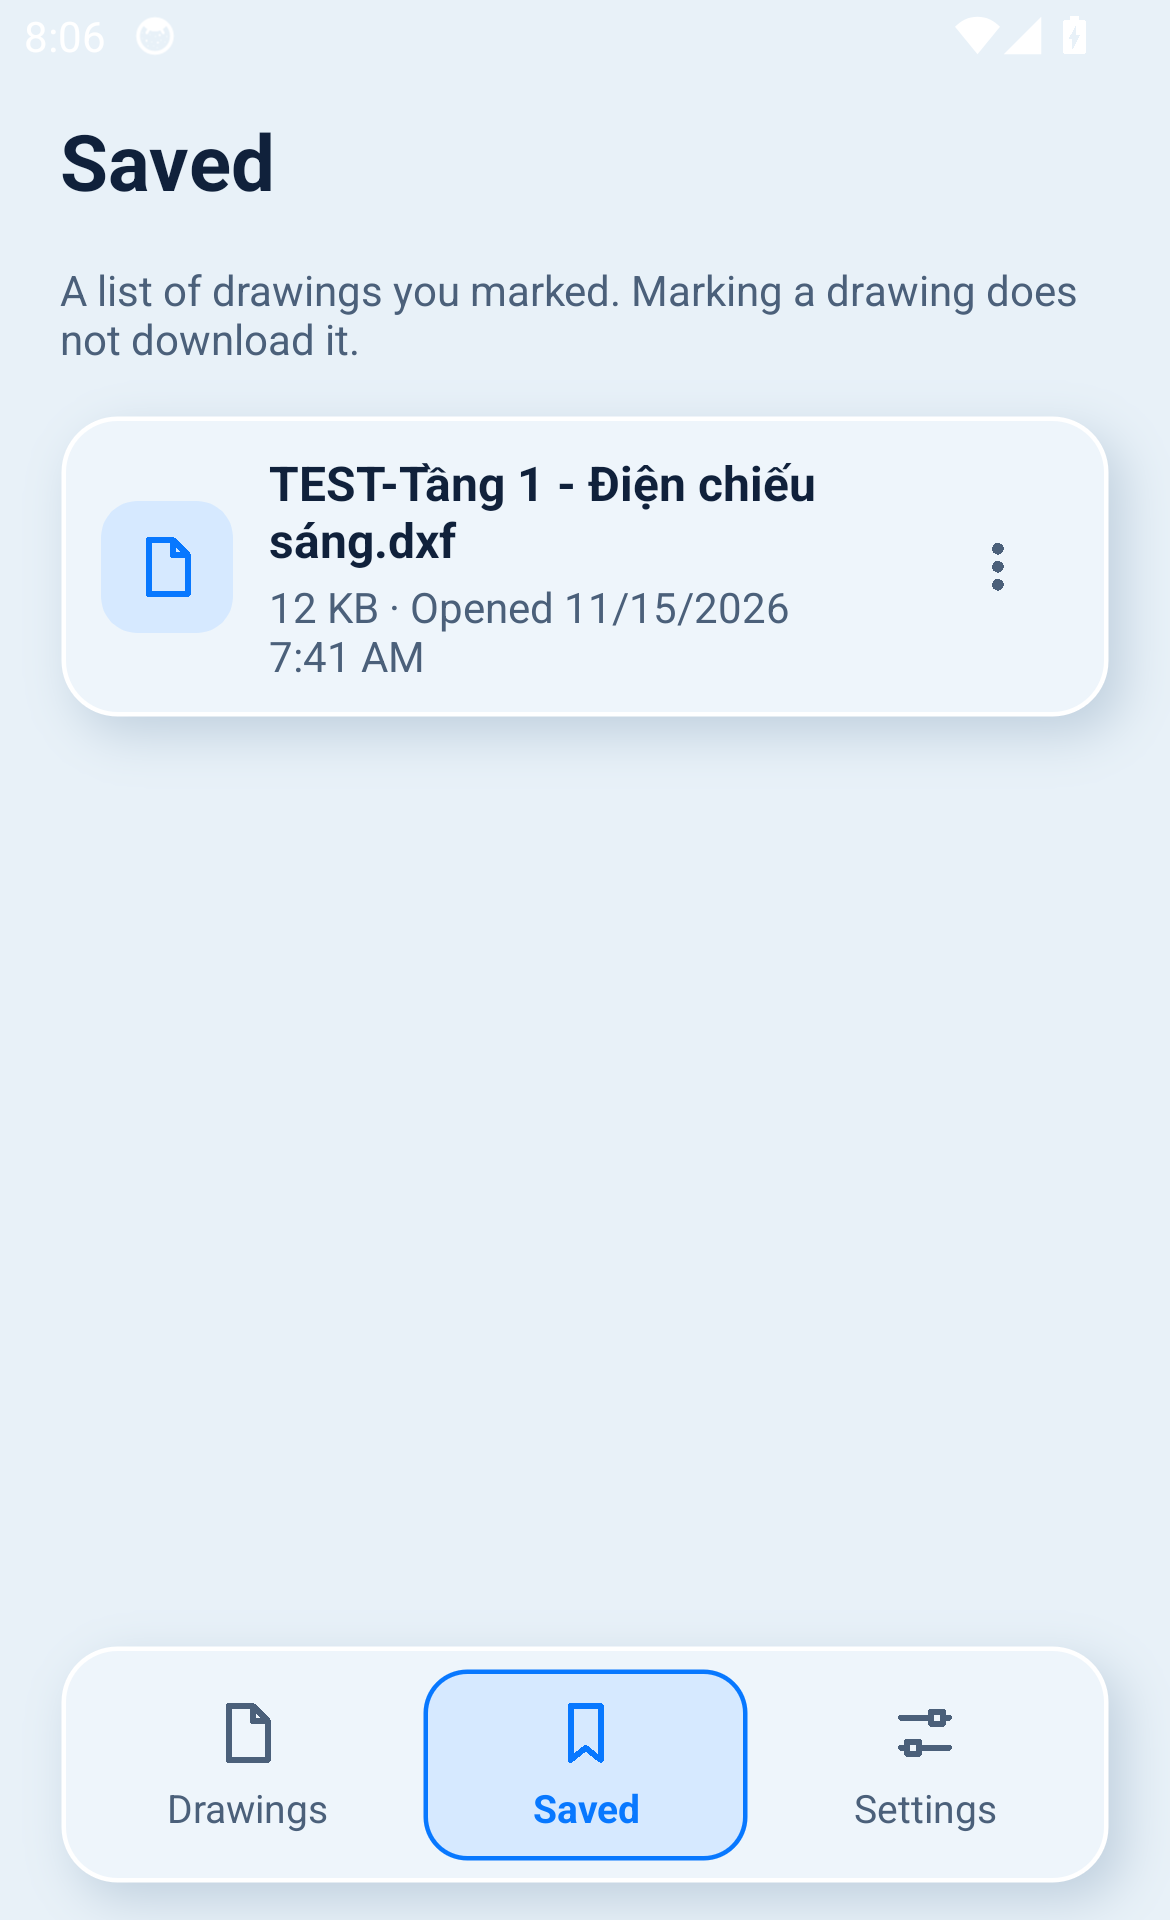 8:06
Saved
A list of drawings you marked. Marking a drawing does
not download it.
TEST-Tầng 1 - Điện chiếu
sáng.dxf
12 KB · Opened 11/15/2026
7:41 AM
Drawings
Saved
Settings